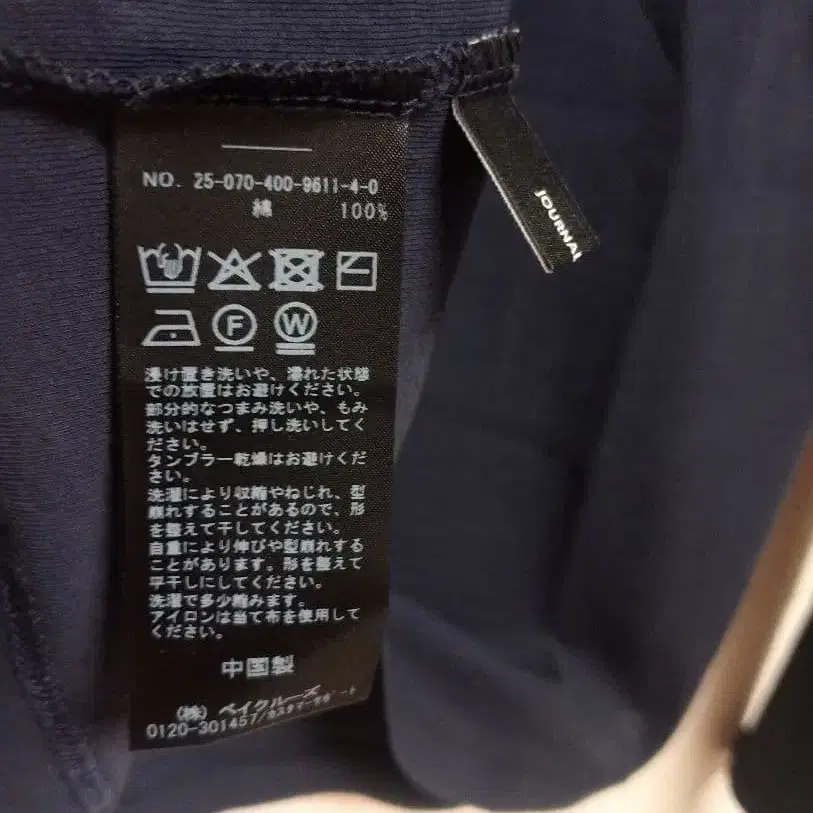 NO. 25-070-400-9611-4-0
綿 100%
F W
浸け置き洗いや、濡れた状態
での放置はお避けください。
部分的なつまみ洗いや、もみ
洗いはせず、押し洗いしてく
ださい。
タンブラー乾燥はお避けくだ
さい。
洗濯により収縮やねじれ、型
崩れすることがあるので、形
を整えて干してください。
自重により伸びや型崩れする
ことがあります。形を整えて
平干しにしてください。
洗濯で多少縮みます。
アイロンは当て布を使用して
ください。
中国製
(株) ベイクルーズ
0120-301457/
JOURNAL